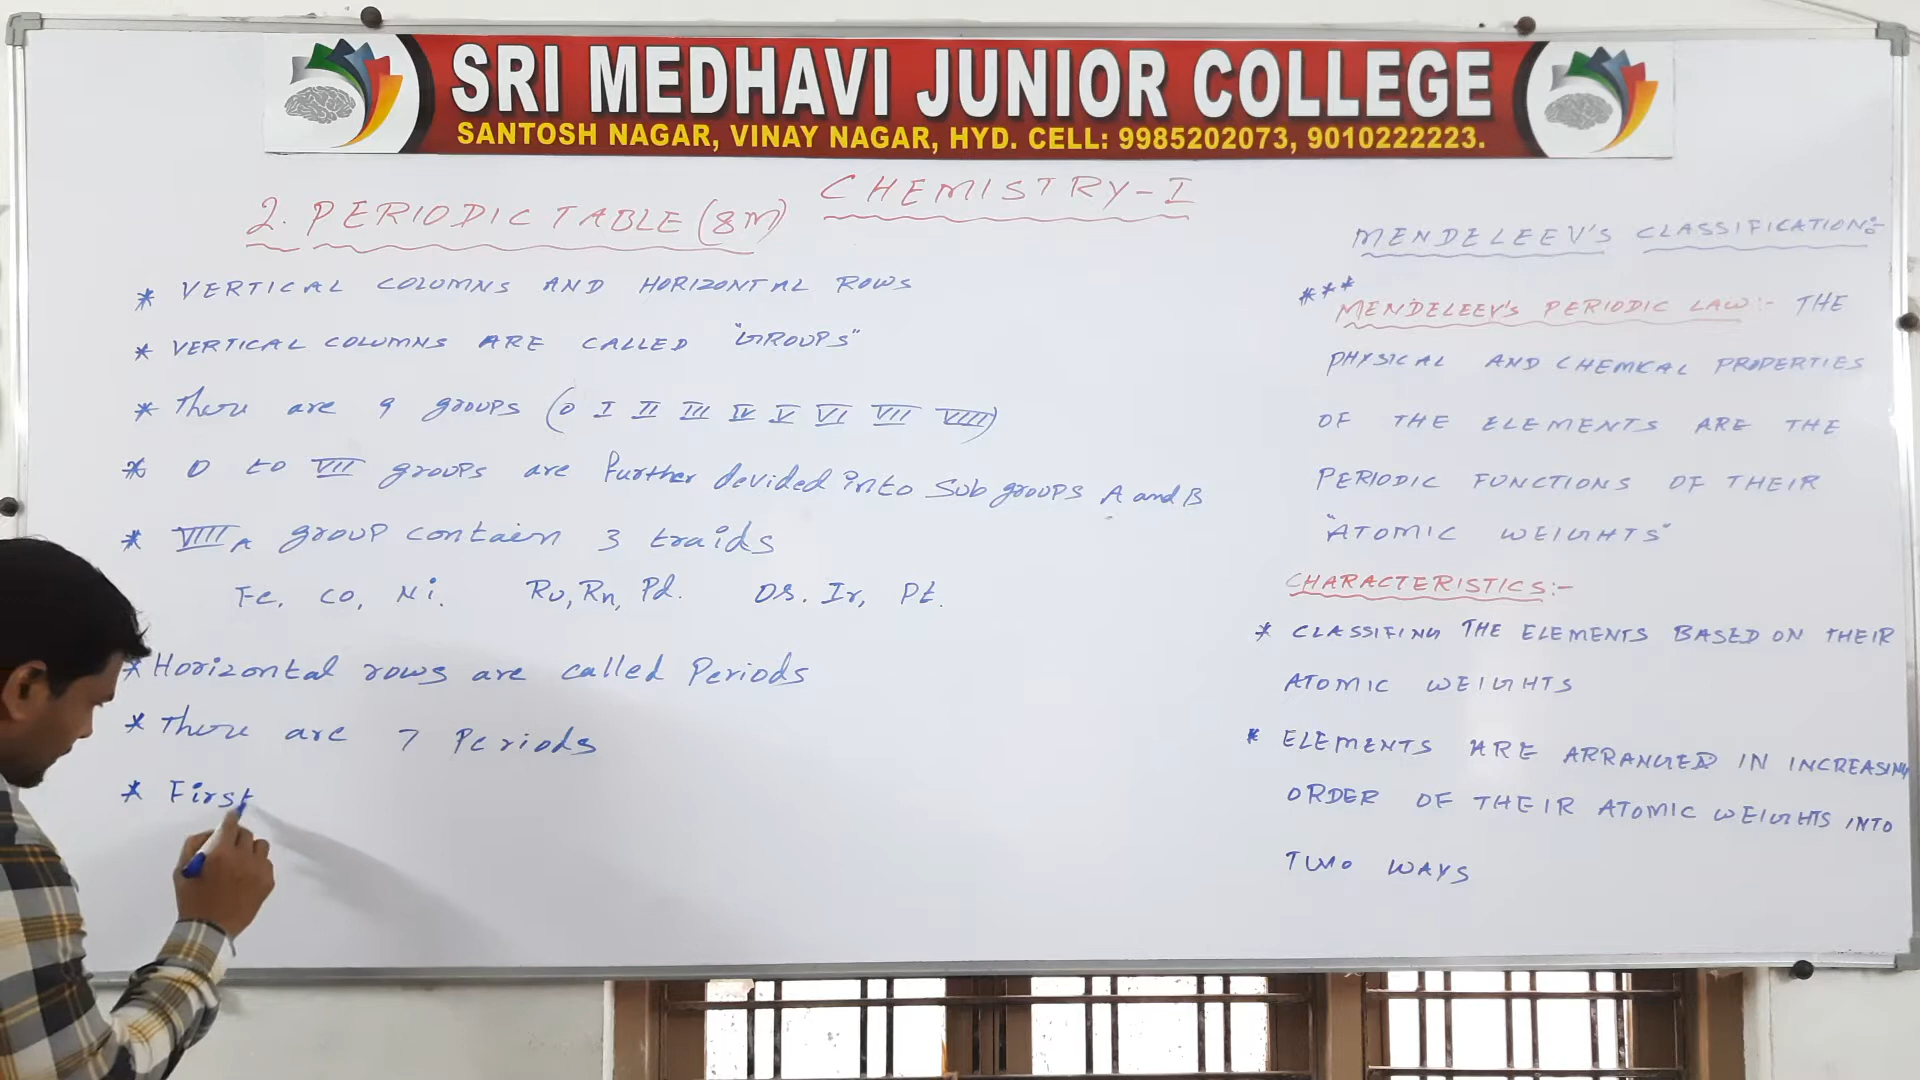 SRI MEDHAVI JUNIOR COLLEGE
SANTOSH NAGAR, VINAY NAGAR, HYD. CELL: 9985202073, 9010222223.
CHEMISTRY-I
2. PERIODIC TABLE (8M)
* VERTICAL COLUMNS AND HORIZONTAL ROWS
* VERTICAL COLUMNS ARE CALLED "GROUPS"
* There are 9 groups (0 I II III IV V VI VII VIII)
* 0 to VII groups are further devided into Sub groups A and B
* VIII A group contain 3 traids
Fe, Co, Ni. Ru, Rn, Pd. Os. Ir, Pt.
* Horizontal rows are called Periods
* There are 7 Periods
* First
MENDELEEV'S CLASSIFICATION:-
*** MENDELEEV'S PERIODIC LAW:- THE
PHYSICAL AND CHEMICAL PROPERTIES
OF THE ELEMENTS ARE THE
PERIODIC FUNCTIONS OF THEIR
"ATOMIC WEIGHTS"
CHARACTERISTICS:-
* CLASSIFING THE ELEMENTS BASED ON THEIR
ATOMIC WEIGHTS
* ELEMENTS ARE ARRANGED IN INCREASING
ORDER OF THEIR ATOMIC WEIGHTS INTO
TWO WAYS